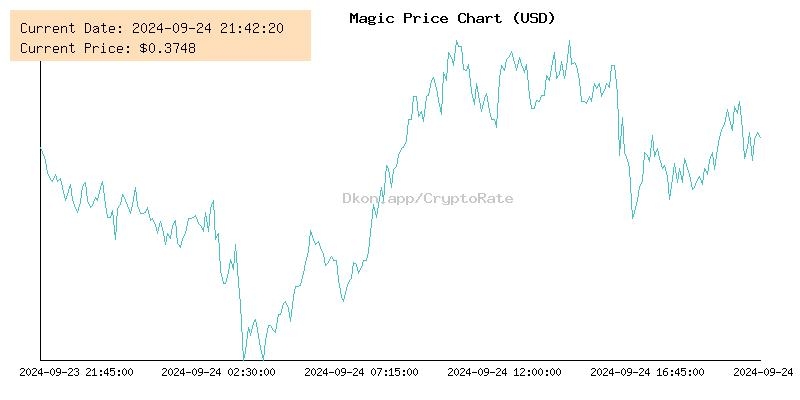 Magic Price Chart (USD)
Current Date: 2024-09-24 21:42:20
Current Price: $0.3748
Dkoniapp/CryptoRate
2024-09-23 21:45:00
2024-09-24 02:30:00
2024-09-24 07:15:00
2024-09-24 12:00:00
2024-09-24 16:45:00
2024-09-24